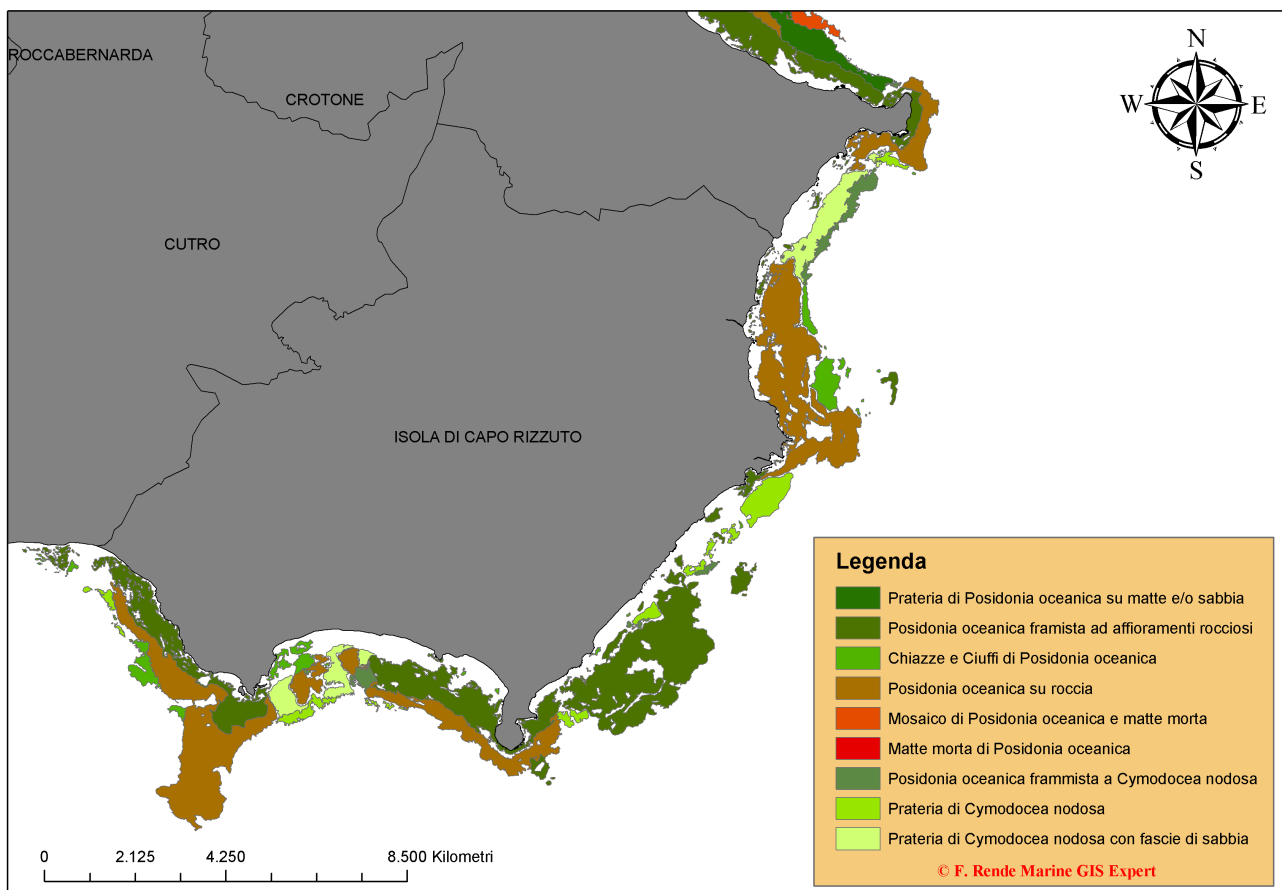 ROCCABERNARDA
CROTONE
CUTRO
ISOLA DI CAPO RIZZUTO
N
W
E
S
Legenda
Prateria di Posidonia oceanica su matte e/o sabbia
Posidonia oceanica framista ad affioramenti rocciosi
Chiazze e Ciuffi di Posidonia oceanica
Posidonia oceanica su roccia
Mosaico di Posidonia oceanica e matte morta
Matte morta di Posidonia oceanica
Posidonia oceanica frammista a Cymodocea nodosa
Prateria di Cymodocea nodosa
Prateria di Cymodocea nodosa con fascie di sabbia
© F. Rende Marine GIS Expert
0 2.125 4.250 8.500 Kilometri